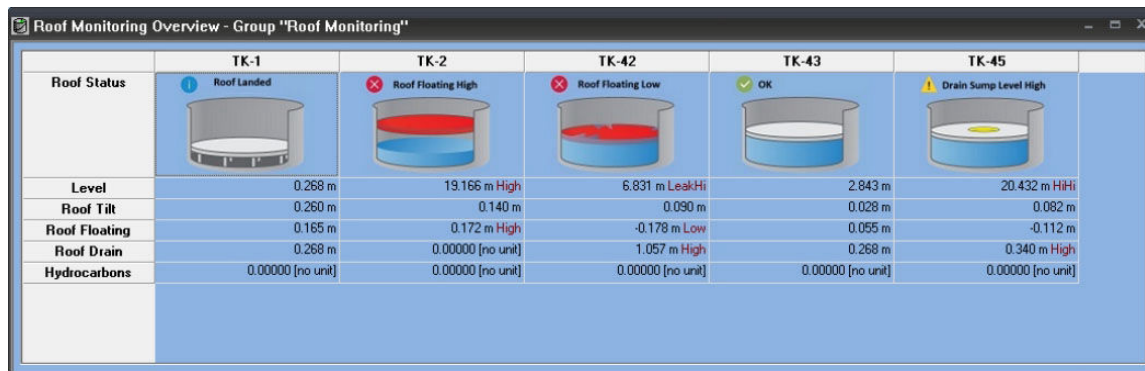 Roof Monitoring Overview - Group "Roof Monitoring"
TK-1 TK-2 TK-42 TK-43 TK-45
Roof Status Roof Landed Roof Floating High Roof Floating Low OK Drain Sump Level High
Level 0.268 m 19.166 m High 6.831 m LeakHi 2.843 m 20.432 m HiHi
Roof Tilt 0.260 m 0.140 m 0.090 m 0.028 m 0.082 m
Roof Floating 0.165 m 0.172 m High -0.178 m Low 0.055 m -0.112 m
Roof Drain 0.268 m 0.00000 [no unit] 1.057 m High 0.268 m 0.340 m High
Hydrocarbons 0.00000 [no unit] 0.00000 [no unit] 0.00000 [no unit] 0.00000 [no unit] 0.00000 [no unit]